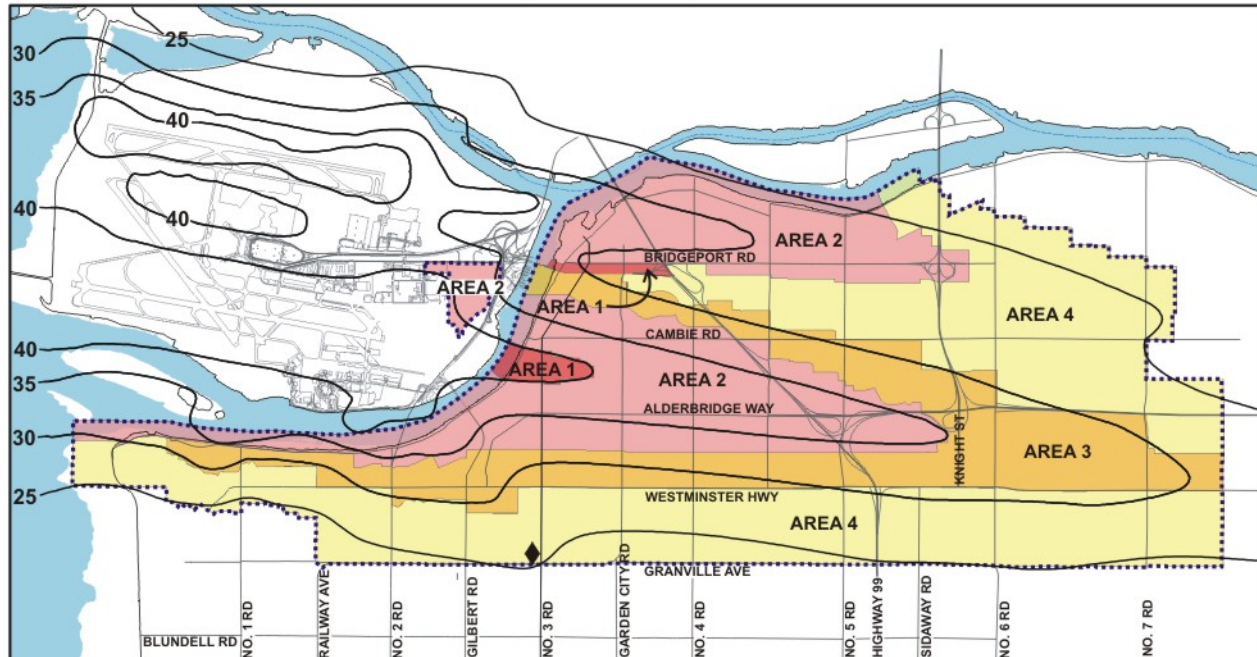 25
30
35
40
40
40
AREA 2
BRIDGEPORT RD
AREA 2
AREA 1
AREA 4
CAMBIE RD
40
AREA 1
AREA 2
35
ALDERBRIDGE WAY
30
KNIGHT ST
AREA 3
25
WESTMINSTER HWY
AREA 4
GRANVILLE AVE
BLUNDELL RD
NO. 1 RD
RAILWAY AVE
NO. 2 RD
GILBERT RD
NO. 3 RD
GARDEN CITY RD
NO. 4 RD
NO. 5 RD
HIGHWAY 99
SIDAWAY RD
NO. 6 RD
NO. 7 RD